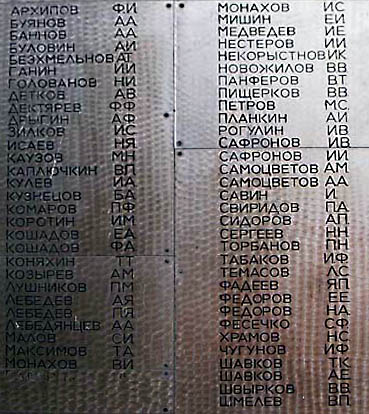 АРХИПОВ ФИ
БУЯНОВ АА
БАННОВ АА
БУЛОВИН АИ
БЕЗХМЕЛЬНОВ АТ
ГАНИН ИИ
ГОЛОВАНОВ НИ
ДЕТКОВ АВ
ДЕКТЯРЕВ ФФ
ДРЫГИН АФ
ЗИЛКОВ ИС
ИСАЕВ НЯ
КАУЗОВ МН
КАПЛЮЧКИН ВП
КУЛЕВ ИА
КУЗНЕЦОВ БА
КОМАРОВ ПФ
КОРОТИН ИМ
КОШАДОВ ЕА
КОШАДОВ ФА
КОНЯХИН ТТ
КОЗЫРЕВ АМ
ЛУШНИКОВ ПМ
ЛЕБЕДЕВ АЯ
ЛЕБЕДЕВ ПЯ
ЛЕБЕДЯНЦЕВ АА
МАЛОВ СИ
МАКСИМОВ ТА
МОНАХОВ ВИ
МОНАХОВ ИС
МИШИН ЕИ
МЕДВЕДЕВ ИЕ
НЕСТЕРОВ ИИ
НЕКОРЫСТНОВ ИК
НОВОЖИЛОВ ВВ
ПАНФЕРОВ ВТ
ПИЩЕРКОВ ВВ
ПЕТРОВ МС.
ПЛАНКИН АИ
РОГУЛИН ИВ
САФРОНОВ ИВ
САФРОНОВ ИИ
САМОЦВЕТОВ АМ
САМОЦВЕТОВ АА
САВИН И
СВИРИДОВ ПА
СИДОРОВ АП
СЕРГЕЕВ НН
ТОРБАНОВ ПН
ТАБАКОВ ИФ
ТЕМАСОВ ЛС
ФАДЕЕВ ЯП
ФЕДОРОВ ЕЕ
ФЕДОРОВ НА
ФЕСЕЧКО СФ
ХРАМОВ НС
ЧУГУНОВ ИФ
ШАВКОВ ТК
ШАВКОВ АЕ
ШВЫРКОВ ВВ
ШМЕЛЕВ ВП